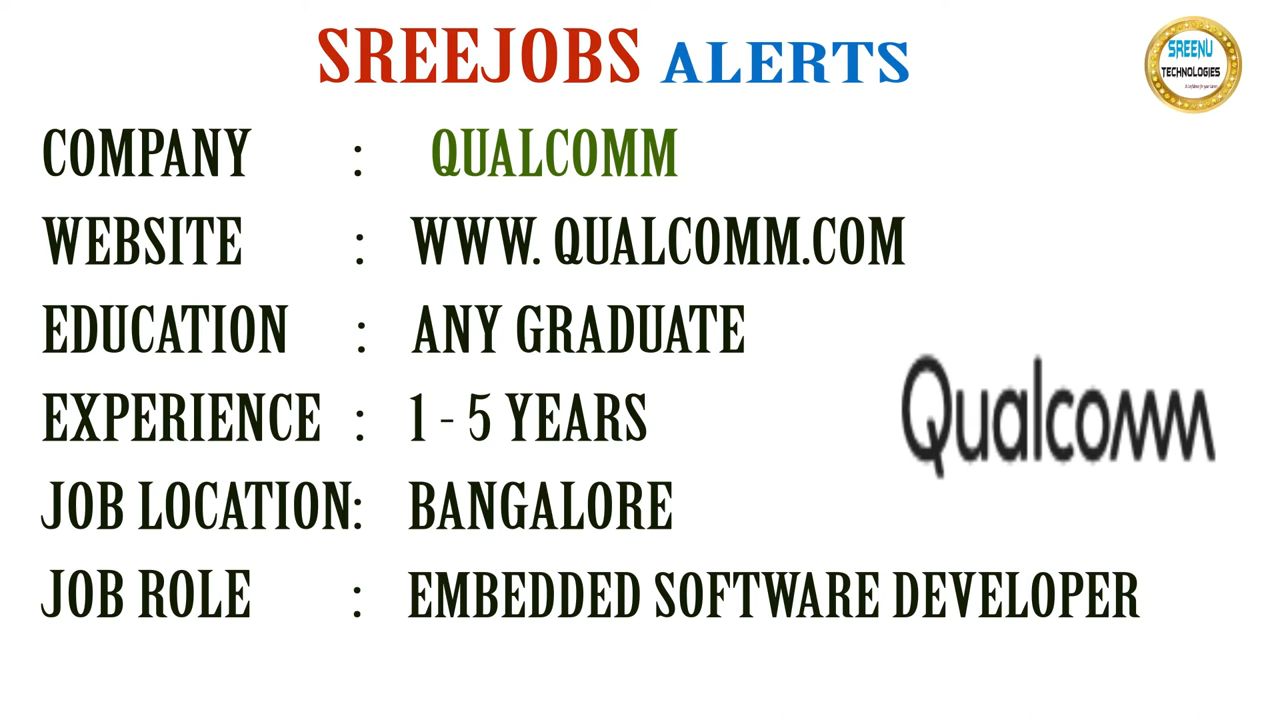 SREEJOBS ALERTS
SREENU
TECHNOLOGIES
COMPANY : QUALCOMM
WEBSITE : WWW. QUALCOMM.COM
EDUCATION : ANY GRADUATE
EXPERIENCE : 1 - 5 YEARS
Qualcomm
JOB LOCATION: BANGALORE
JOB ROLE : EMBEDDED SOFTWARE DEVELOPER